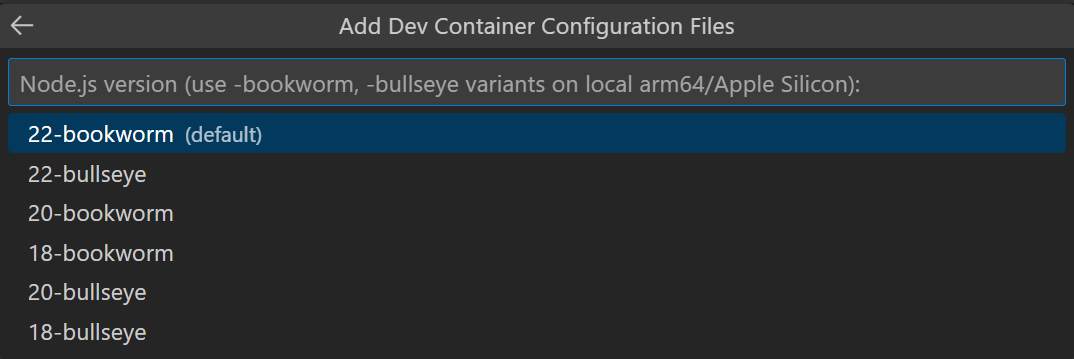 Add Dev Container Configuration Files
Node.js version (use -bookworm, -bullseye variants on local arm64/Apple Silicon):
22-bookworm (default)
22-bullseye
20-bookworm
18-bookworm
20-bullseye
18-bullseye